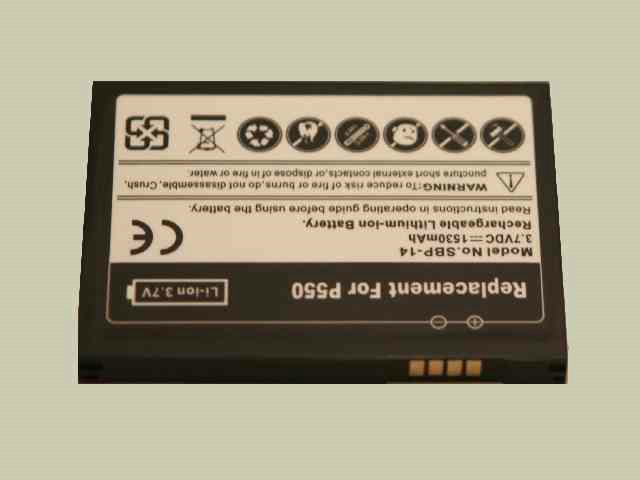 Replacement For P550
Li-ion 3.7V
Model No.SBP-14
3.7VDC⎓1530mAh
Rechargeable Lithium-ion Battery.
Read instructions in operating guide before using the battery.
CE
WARNING:To reduce risk of fire or burns,do not disassemble, Crush,
puncture short external contacts,or dispose of in fire or water.